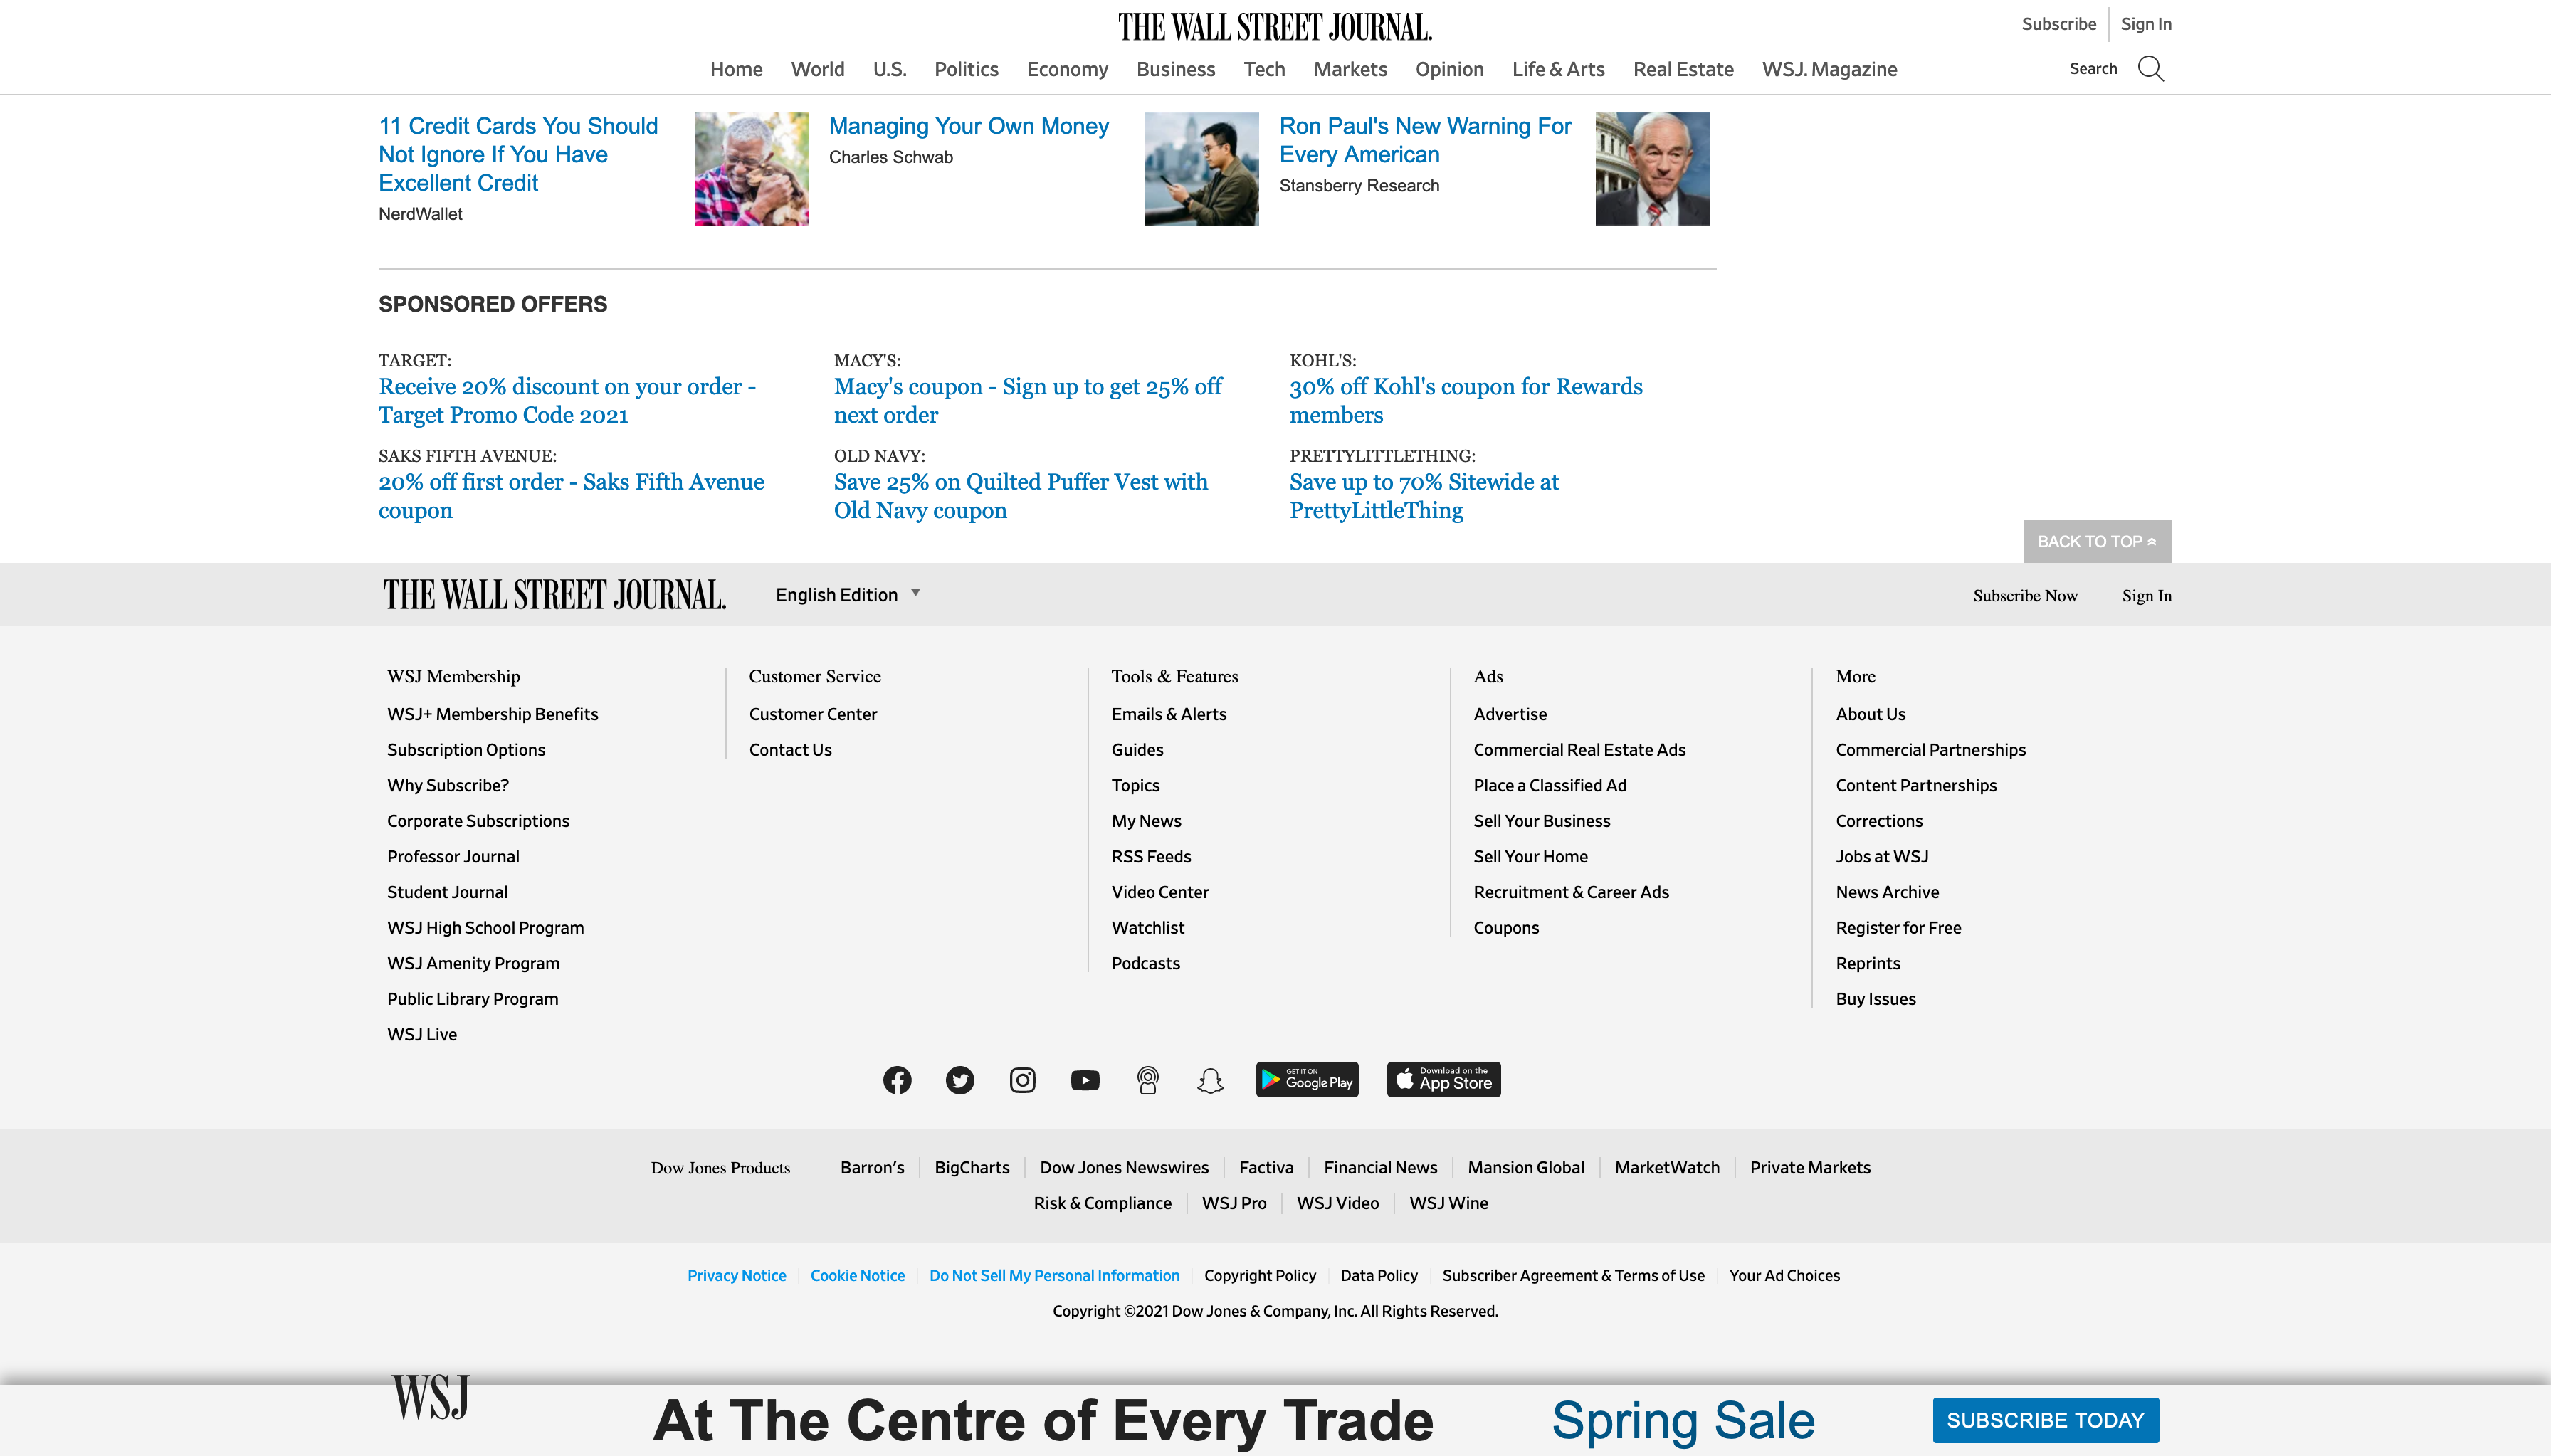 THE WALL STREET JOURNAL.
Subscribe
Sign In
Home World U.S. Politics Economy Business Tech Markets Opinion Life & Arts Real Estate WSJ. Magazine
Search
11 Credit Cards You Should
Not Ignore If You Have
Excellent Credit
NerdWallet
Managing Your Own Money
Charles Schwab
Ron Paul's New Warning For
Every American
Stansberry Research
SPONSORED OFFERS
TARGET:
Receive 20% discount on your order -
Target Promo Code 2021
MACY'S:
Macy's coupon - Sign up to get 25% off
next order
KOHL'S:
30% off Kohl's coupon for Rewards
members
SAKS FIFTH AVENUE:
20% off first order - Saks Fifth Avenue
coupon
OLD NAVY:
Save 25% on Quilted Puffer Vest with
Old Navy coupon
PRETTYLITTLETHING:
Save up to 70% Sitewide at
PrettyLittleThing
BACK TO TOP
THE WALL STREET JOURNAL.
English Edition
Subscribe Now
Sign In
WSJ Membership
WSJ+ Membership Benefits
Subscription Options
Why Subscribe?
Corporate Subscriptions
Professor Journal
Student Journal
WSJ High School Program
WSJ Amenity Program
Public Library Program
WSJ Live
Customer Service
Customer Center
Contact Us
Tools & Features
Emails & Alerts
Guides
Topics
My News
RSS Feeds
Video Center
Watchlist
Podcasts
Ads
Advertise
Commercial Real Estate Ads
Place a Classified Ad
Sell Your Business
Sell Your Home
Recruitment & Career Ads
Coupons
More
About Us
Commercial Partnerships
Content Partnerships
Corrections
Jobs at WSJ
News Archive
Register for Free
Reprints
Buy Issues
GET IT ON
Google Play
Download on the
App Store
Dow Jones Products Barron's BigCharts Dow Jones Newswires Factiva Financial News Mansion Global MarketWatch Private Markets
Risk & Compliance WSJ Pro WSJ Video WSJ Wine
Privacy Notice Cookie Notice Do Not Sell My Personal Information Copyright Policy Data Policy Subscriber Agreement & Terms of Use Your Ad Choices
Copyright ©2021 Dow Jones & Company, Inc. All Rights Reserved.
WSJ
At The Centre of Every Trade
Spring Sale
SUBSCRIBE TODAY